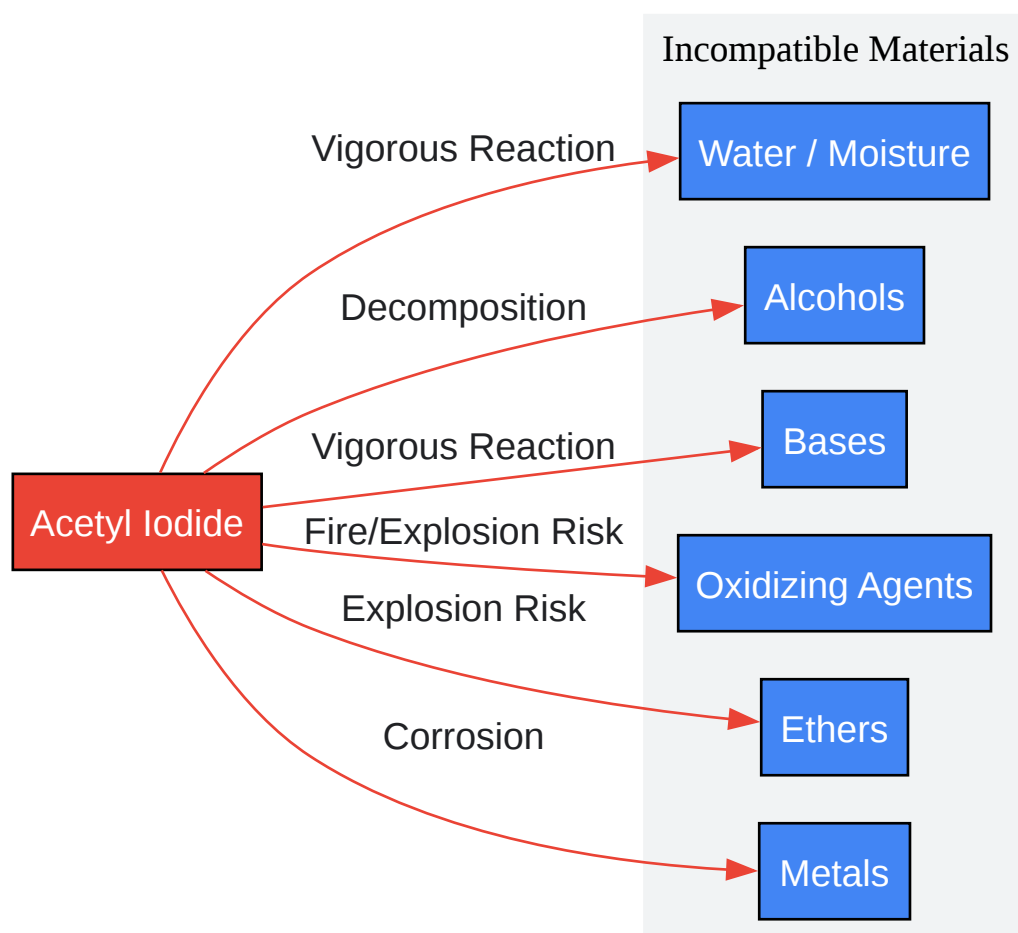 Incompatible Materials
Vigorous Reaction
Water / Moisture
Decomposition
Alcohols
Vigorous Reaction
Bases
Acetyl Iodide
Fire/Explosion Risk
Oxidizing Agents
Explosion Risk
Ethers
Corrosion
Metals